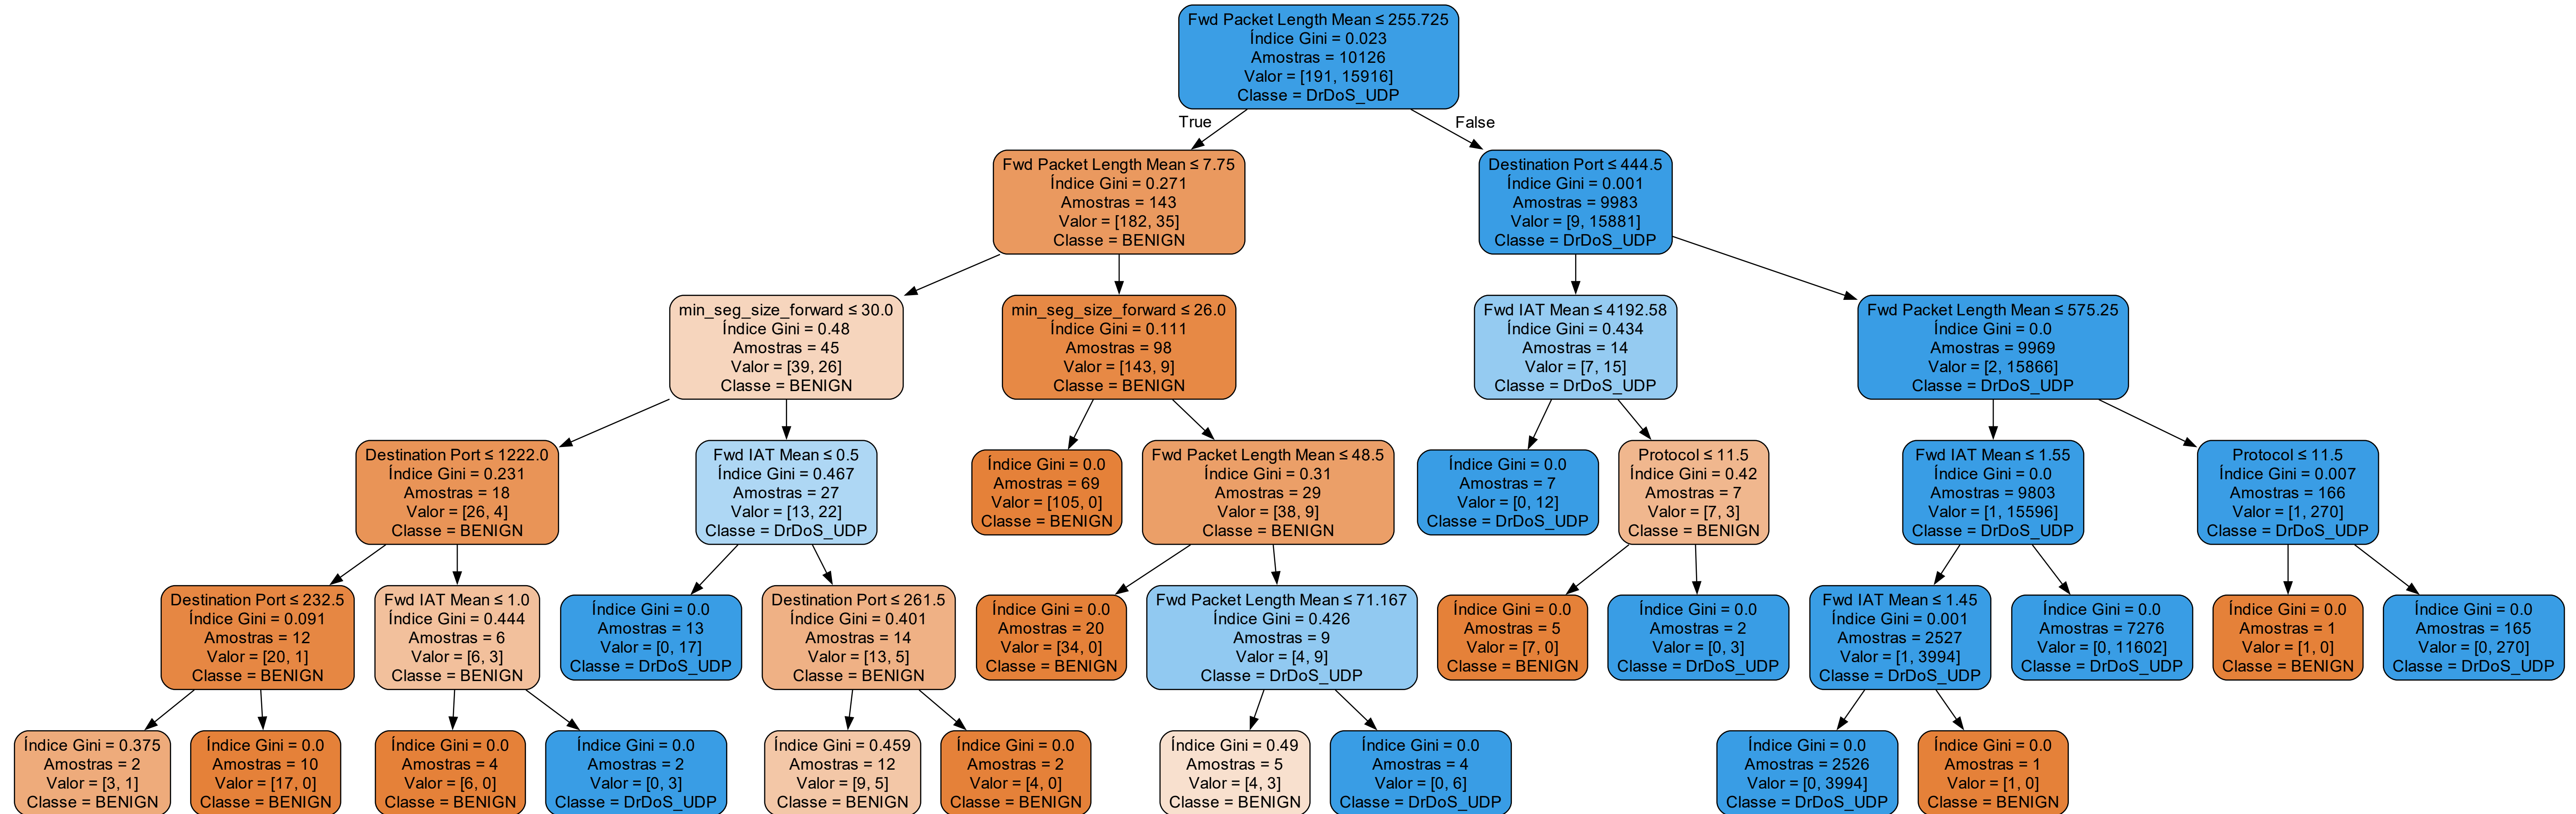 Fwd Packet Length Mean ≤ 255.725
Índice Gini = 0.023
Amostras = 10126
Valor = [191, 15916]
Classe = DrDoS_UDP
True
False
Fwd Packet Length Mean ≤ 7.75
Índice Gini = 0.271
Amostras = 143
Valor = [182, 35]
Classe = BENIGN
Destination Port ≤ 444.5
Índice Gini = 0.001
Amostras = 9983
Valor = [9, 15881]
Classe = DrDoS_UDP
min_seg_size_forward ≤ 30.0
Índice Gini = 0.48
Amostras = 45
Valor = [39, 26]
Classe = BENIGN
min_seg_size_forward ≤ 26.0
Índice Gini = 0.111
Amostras = 98
Valor = [143, 9]
Classe = BENIGN
Fwd IAT Mean ≤ 4192.58
Índice Gini = 0.434
Amostras = 14
Valor = [7, 15]
Classe = DrDoS_UDP
Fwd Packet Length Mean ≤ 575.25
Índice Gini = 0.0
Amostras = 9969
Valor = [2, 15866]
Classe = DrDoS_UDP
Destination Port ≤ 1222.0
Índice Gini = 0.231
Amostras = 18
Valor = [26, 4]
Classe = BENIGN
Fwd IAT Mean ≤ 0.5
Índice Gini = 0.467
Amostras = 27
Valor = [13, 22]
Classe = DrDoS_UDP
Índice Gini = 0.0
Amostras = 69
Valor = [105, 0]
Classe = BENIGN
Fwd Packet Length Mean ≤ 48.5
Índice Gini = 0.31
Amostras = 29
Valor = [38, 9]
Classe = BENIGN
Índice Gini = 0.0
Amostras = 7
Valor = [0, 12]
Classe = DrDoS_UDP
Protocol ≤ 11.5
Índice Gini = 0.42
Amostras = 7
Valor = [7, 3]
Classe = BENIGN
Fwd IAT Mean ≤ 1.55
Índice Gini = 0.0
Amostras = 9803
Valor = [1, 15596]
Classe = DrDoS_UDP
Protocol ≤ 11.5
Índice Gini = 0.007
Amostras = 166
Valor = [1, 270]
Classe = DrDoS_UDP
Destination Port ≤ 232.5
Índice Gini = 0.091
Amostras = 12
Valor = [20, 1]
Classe = BENIGN
Fwd IAT Mean ≤ 1.0
Índice Gini = 0.444
Amostras = 6
Valor = [6, 3]
Classe = BENIGN
Índice Gini = 0.0
Amostras = 13
Valor = [0, 17]
Classe = DrDoS_UDP
Destination Port ≤ 261.5
Índice Gini = 0.401
Amostras = 14
Valor = [13, 5]
Classe = BENIGN
Índice Gini = 0.0
Amostras = 20
Valor = [34, 0]
Classe = BENIGN
Fwd Packet Length Mean ≤ 71.167
Índice Gini = 0.426
Amostras = 9
Valor = [4, 9]
Classe = DrDoS_UDP
Índice Gini = 0.0
Amostras = 5
Valor = [7, 0]
Classe = BENIGN
Índice Gini = 0.0
Amostras = 2
Valor = [0, 3]
Classe = DrDoS_UDP
Fwd IAT Mean ≤ 1.45
Índice Gini = 0.001
Amostras = 2527
Valor = [1, 3994]
Classe = DrDoS_UDP
Índice Gini = 0.0
Amostras = 7276
Valor = [0, 11602]
Classe = DrDoS_UDP
Índice Gini = 0.0
Amostras = 1
Valor = [1, 0]
Classe = BENIGN
Índice Gini = 0.0
Amostras = 165
Valor = [0, 270]
Classe = DrDoS_UDP
Índice Gini = 0.375
Amostras = 2
Valor = [3, 1]
Classe = BENIGN
Índice Gini = 0.0
Amostras = 10
Valor = [17, 0]
Classe = BENIGN
Índice Gini = 0.0
Amostras = 4
Valor = [6, 0]
Classe = BENIGN
Índice Gini = 0.0
Amostras = 2
Valor = [0, 3]
Classe = DrDoS_UDP
Índice Gini = 0.459
Amostras = 12
Valor = [9, 5]
Classe = BENIGN
Índice Gini = 0.0
Amostras = 2
Valor = [4, 0]
Classe = BENIGN
Índice Gini = 0.49
Amostras = 5
Valor = [4, 3]
Classe = BENIGN
Índice Gini = 0.0
Amostras = 4
Valor = [0, 6]
Classe = DrDoS_UDP
Índice Gini = 0.0
Amostras = 2526
Valor = [0, 3994]
Classe = DrDoS_UDP
Índice Gini = 0.0
Amostras = 1
Valor = [1, 0]
Classe = BENIGN